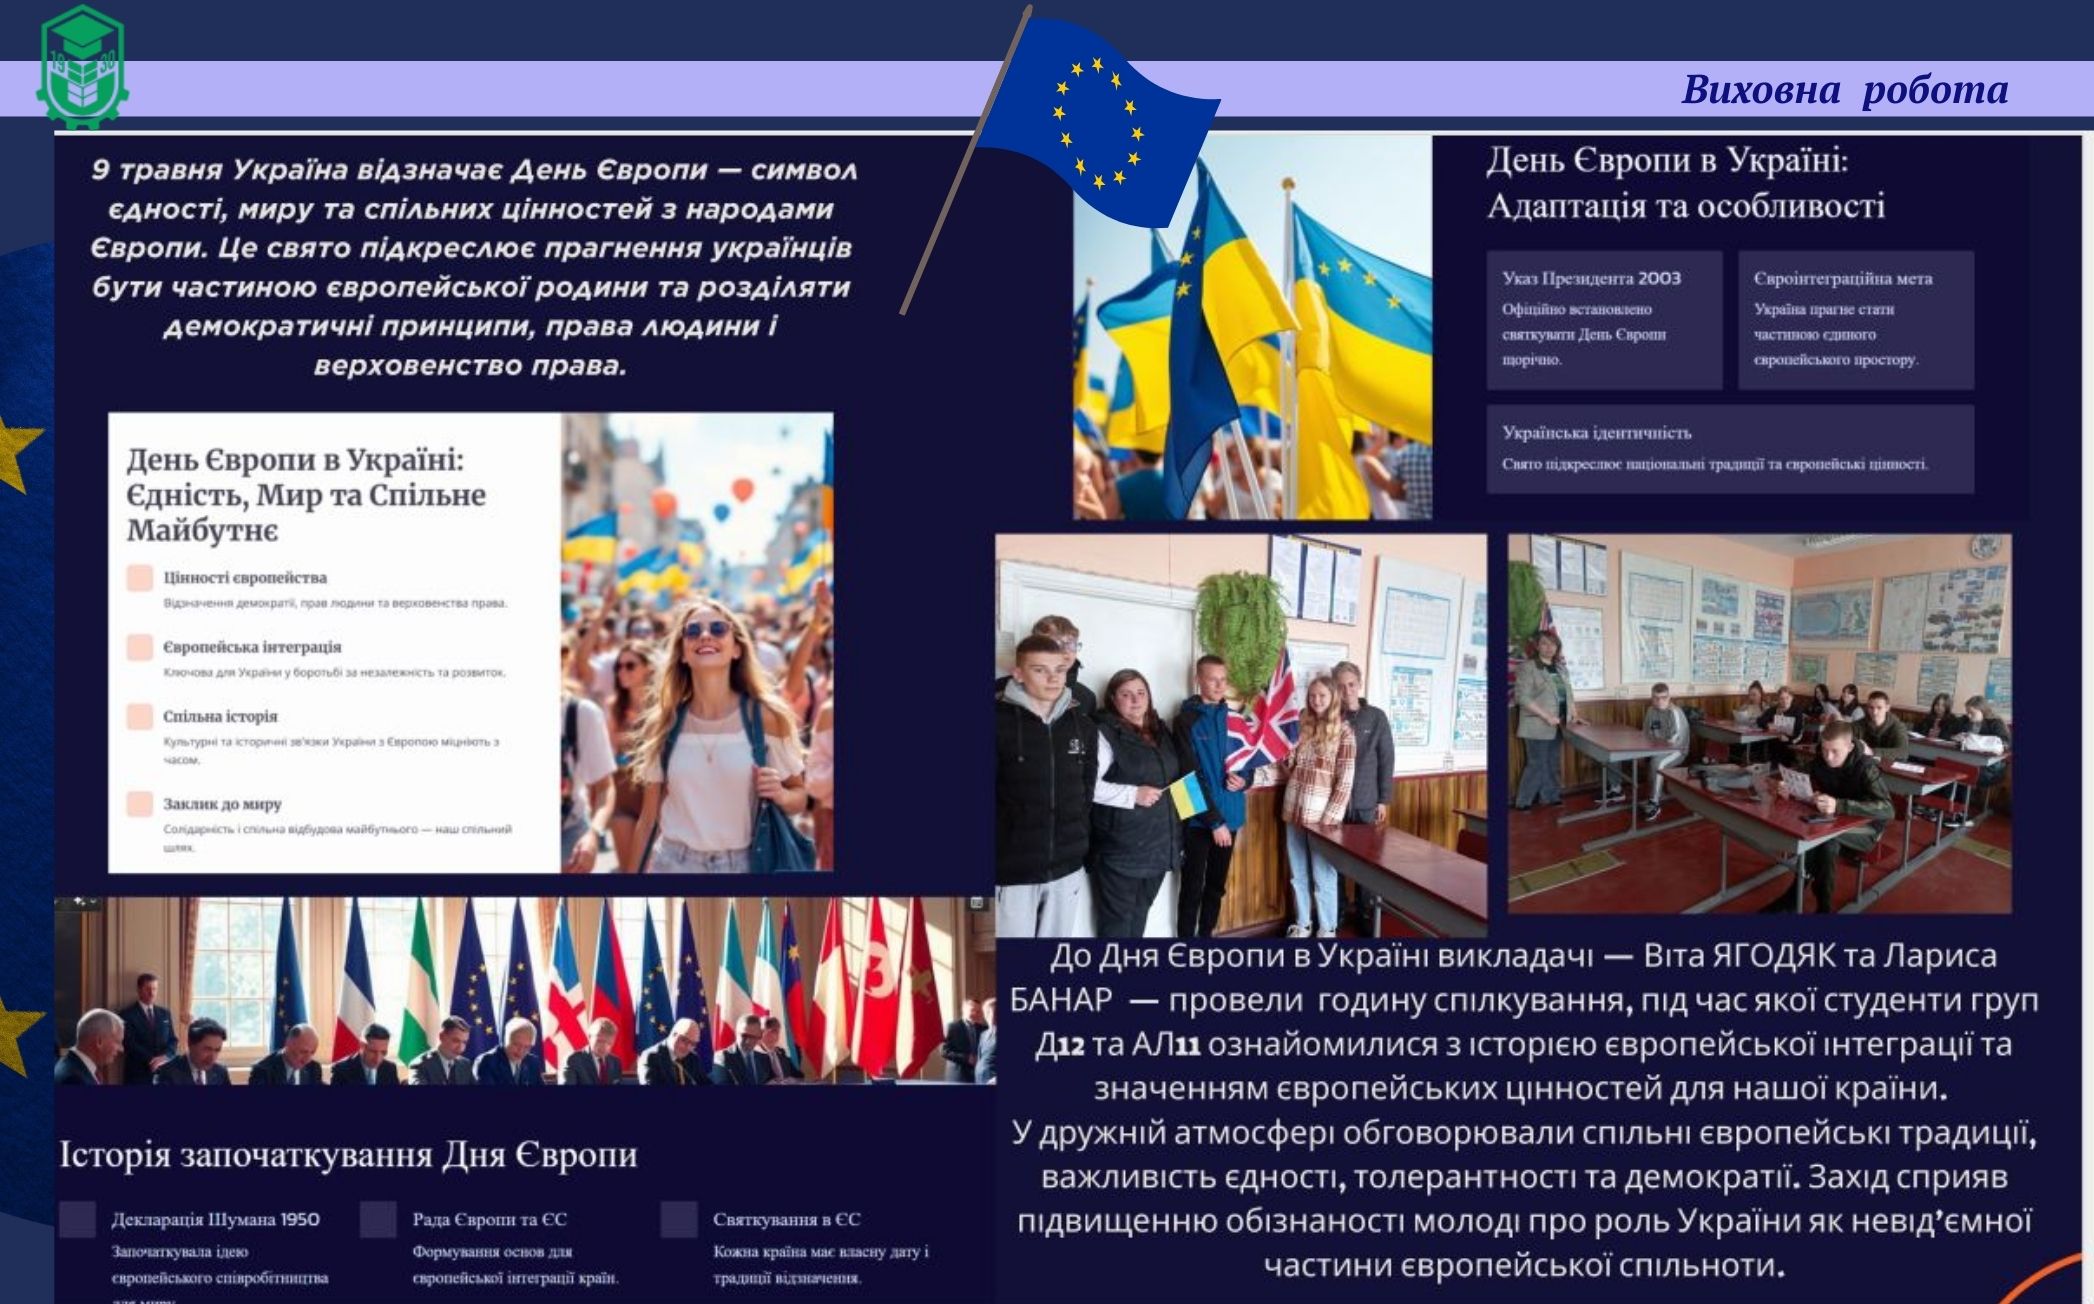 1930
Виховна робота
9 травня Україна відзначає День Європи — символ
єдності, миру та спільних цінностей з народами
Європи. Це свято підкреслює прагнення українців
бути частиною європейської родини та розділяти
демократичні принципи, права людини і
верховенство права.
День Європи в Україні:
Єдність, Мир та Спільне
Майбутнє
Цінності європейства
Відзначення демократії, прав людини та верховенства права.
Європейська інтеграція
Ключова для України у боротьбі за незалежність та розвиток.
Спільна історія
Культурні та історичні зв'язки України з Європою міцніють з
часом.
Заклик до миру
Солідарність і спільна відбудова майбутнього — наш спільний
шлях.
Історія започаткування Дня Європи
Декларація Шумана 1950
Започаткувала ідею
європейського співробітництва
для миру.
Рада Європи та ЄС
Формування основ для
європейської інтеграції країн.
Святкування в ЄС
Кожна країна має власну дату і
традиції відзначення.
День Європи в Україні:
Адаптація та особливості
Указ Президента 2003
Офіційно встановлено
святкувати День Європи
щорічно.
Євроінтеграційна мета
Україна прагне стати
частиною єдиного
європейського простору.
Українська ідентичність
Свято підкреслює національні традиції та європейські цінності.
До Дня Європи в Україні викладачі — Віта ЯГОДЯК та Лариса
БАНАР — провели годину спілкування, під час якої студенти груп
Д12 та АЛ11 ознайомилися з історією європейської інтеграції та
значенням європейських цінностей для нашої країни.
У дружній атмосфері обговорювали спільні європейські традиції,
важливість єдності, толерантності та демократії. Захід сприяв
підвищенню обізнаності молоді про роль України як невід’ємної
частини європейської спільноти.